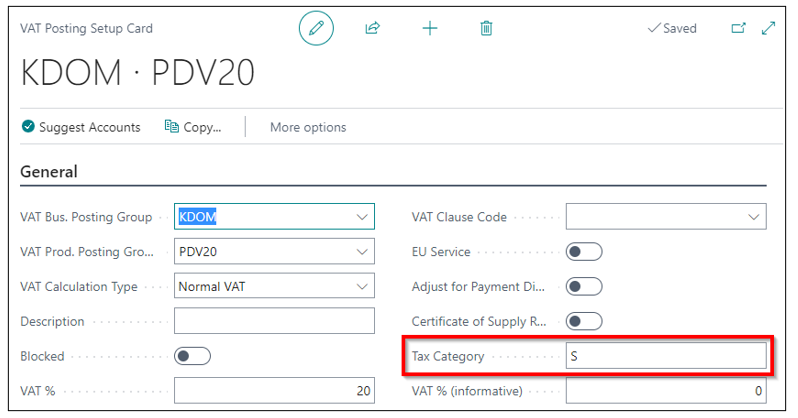 VAT Posting Setup Card
Saved
KDOM · PDV20
Suggest Accounts
Copy...
More options
General
VAT Bus. Posting Group KDOM
VAT Clause Code
VAT Prod. Posting Gro... PDV20
EU Service
VAT Calculation Type Normal VAT
Adjust for Payment Di...
Description
Certificate of Supply R...
Blocked
Tax Category S
VAT % 20
VAT % (informative) 0